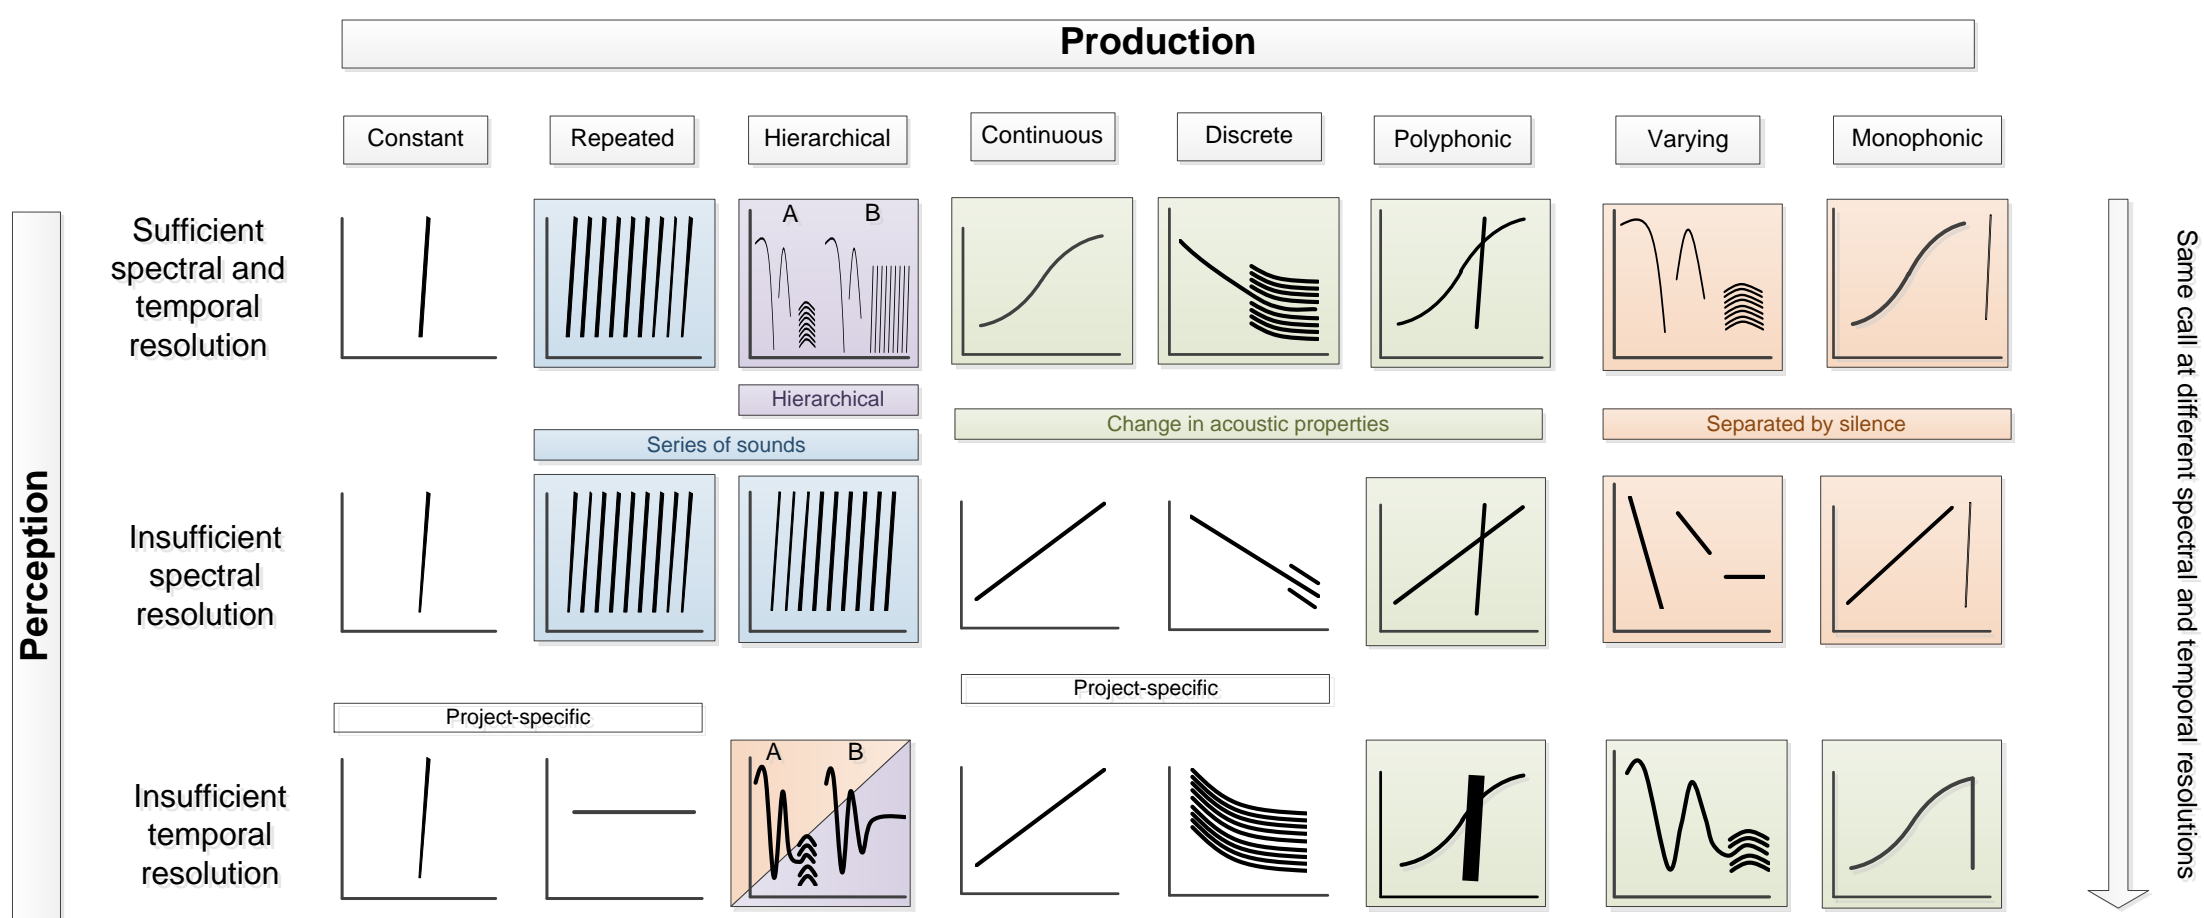 Production
Constant
Repeated
Hierarchical
Continuous
Discrete
Polyphonic
Varying
Monophonic
Perception
Sufficient
spectral and
temporal
resolution
A
B
Hierarchical
Series of sounds
Change in acoustic properties
Separated by silence
Insufficient
spectral
resolution
Project-specific
Project-specific
Insufficient
temporal
resolution
A
B
Same call at different spectral and temporal resolutions